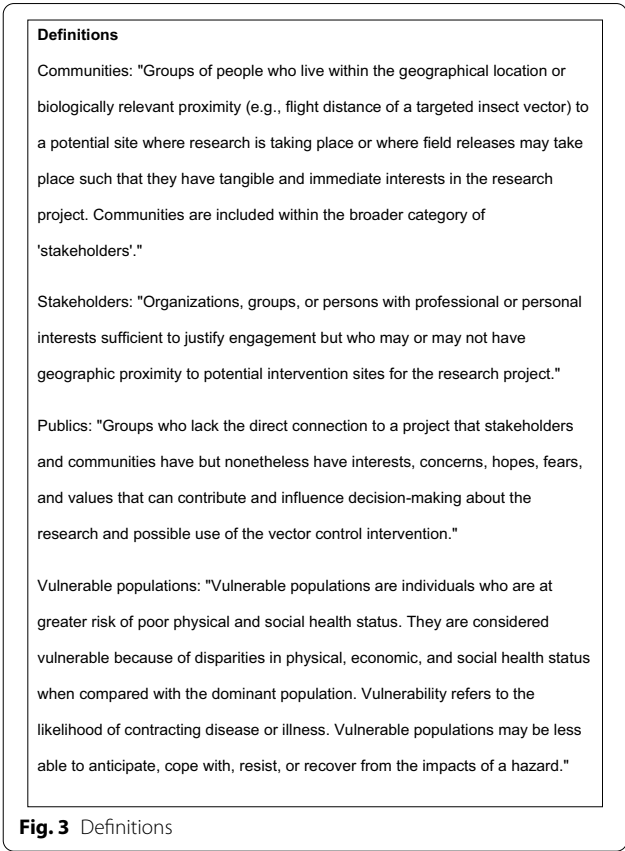 Definitions
Communities: "Groups of people who live within the geographical location or
biologically relevant proximity (e.g., flight distance of a targeted insect vector) to
a potential site where research is taking place or where field releases may take
place such that they have tangible and immediate interests in the research
project. Communities are included within the broader category of
'stakeholders'."
Stakeholders: "Organizations, groups, or persons with professional or personal
interests sufficient to justify engagement but who may or may not have
geographic proximity to potential intervention sites for the research project."
Publics: "Groups who lack the direct connection to a project that stakeholders
and communities have but nonetheless have interests, concerns, hopes, fears,
and values that can contribute and influence decision-making about the
research and possible use of the vector control intervention."
Vulnerable populations: "Vulnerable populations are individuals who are at
greater risk of poor physical and social health status. They are considered
vulnerable because of disparities in physical, economic, and social health status
when compared with the dominant population. Vulnerability refers to the
likelihood of contracting disease or illness. Vulnerable populations may be less
able to anticipate, cope with, resist, or recover from the impacts of a hazard."
Fig. 3 Definitions